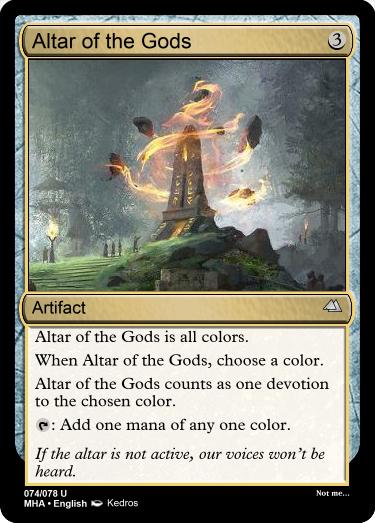 Altar of the Gods 3
Artifact
Altar of the Gods is all colors.
When Altar of the Gods, choose a color.
Altar of the Gods counts as one devotion
to the chosen color.
: Add one mana of any one color.
If the altar is not active, our voices won't be
heard.
074/078 U
MHA • English Kedros
Not me...